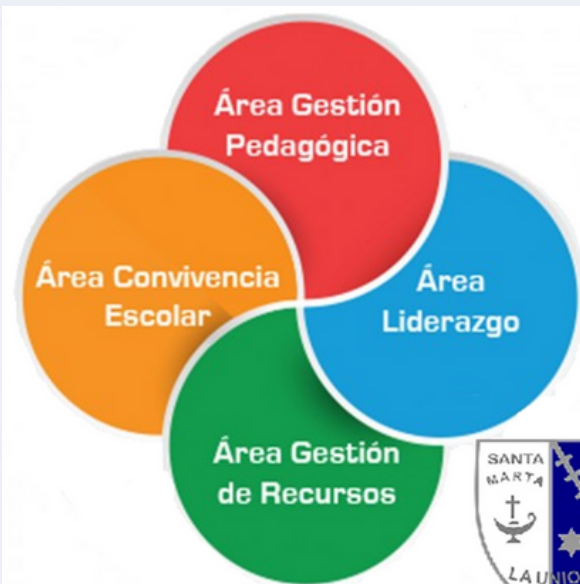 Área Gestión
Pedagógica
Área Convivencia
Escolar
Área
Liderazgo
Área Gestión
de Recursos
SANTA
MARTA